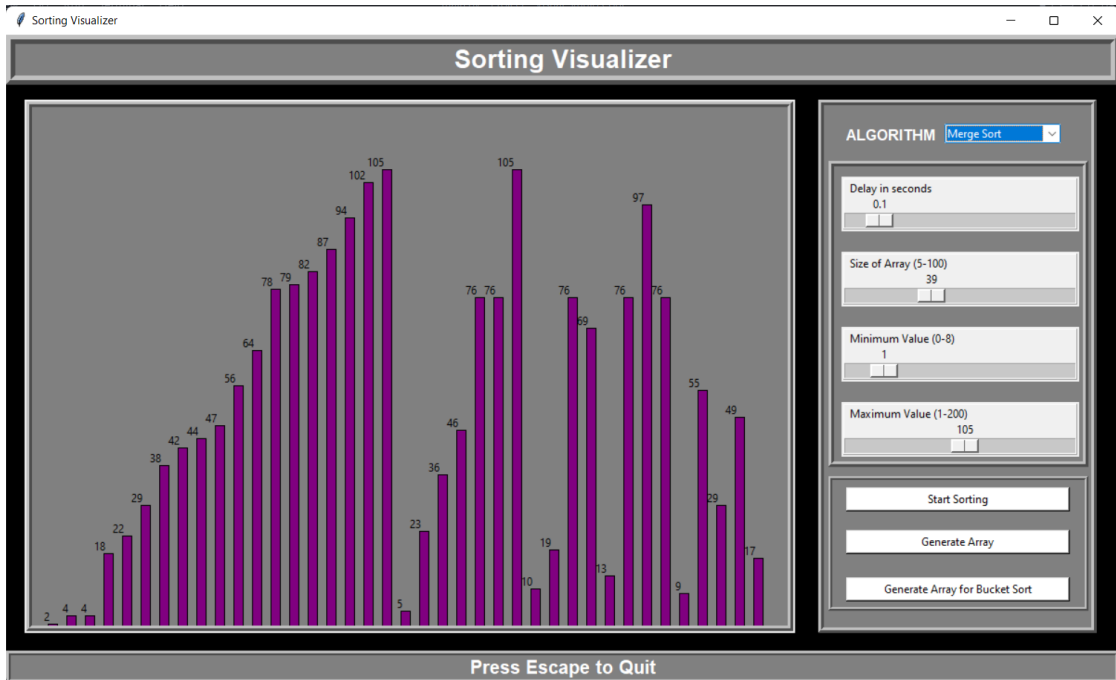 Sorting Visualizer
Sorting Visualizer
ALGORITHM Merge Sort
Delay in seconds
0.1
Size of Array (5-100)
39
Minimum Value (0-8)
1
Maximum Value (1-200)
105
Start Sorting
Generate Array
Generate Array for Bucket Sort
2 4 4 18 22 29 38 42 44 47 56 64 78 79 82 87 94 102 105 5 23 36 46 76 76 105 10 19 76 69 13 76 97 76 9 55 29 49 17
Press Escape to Quit